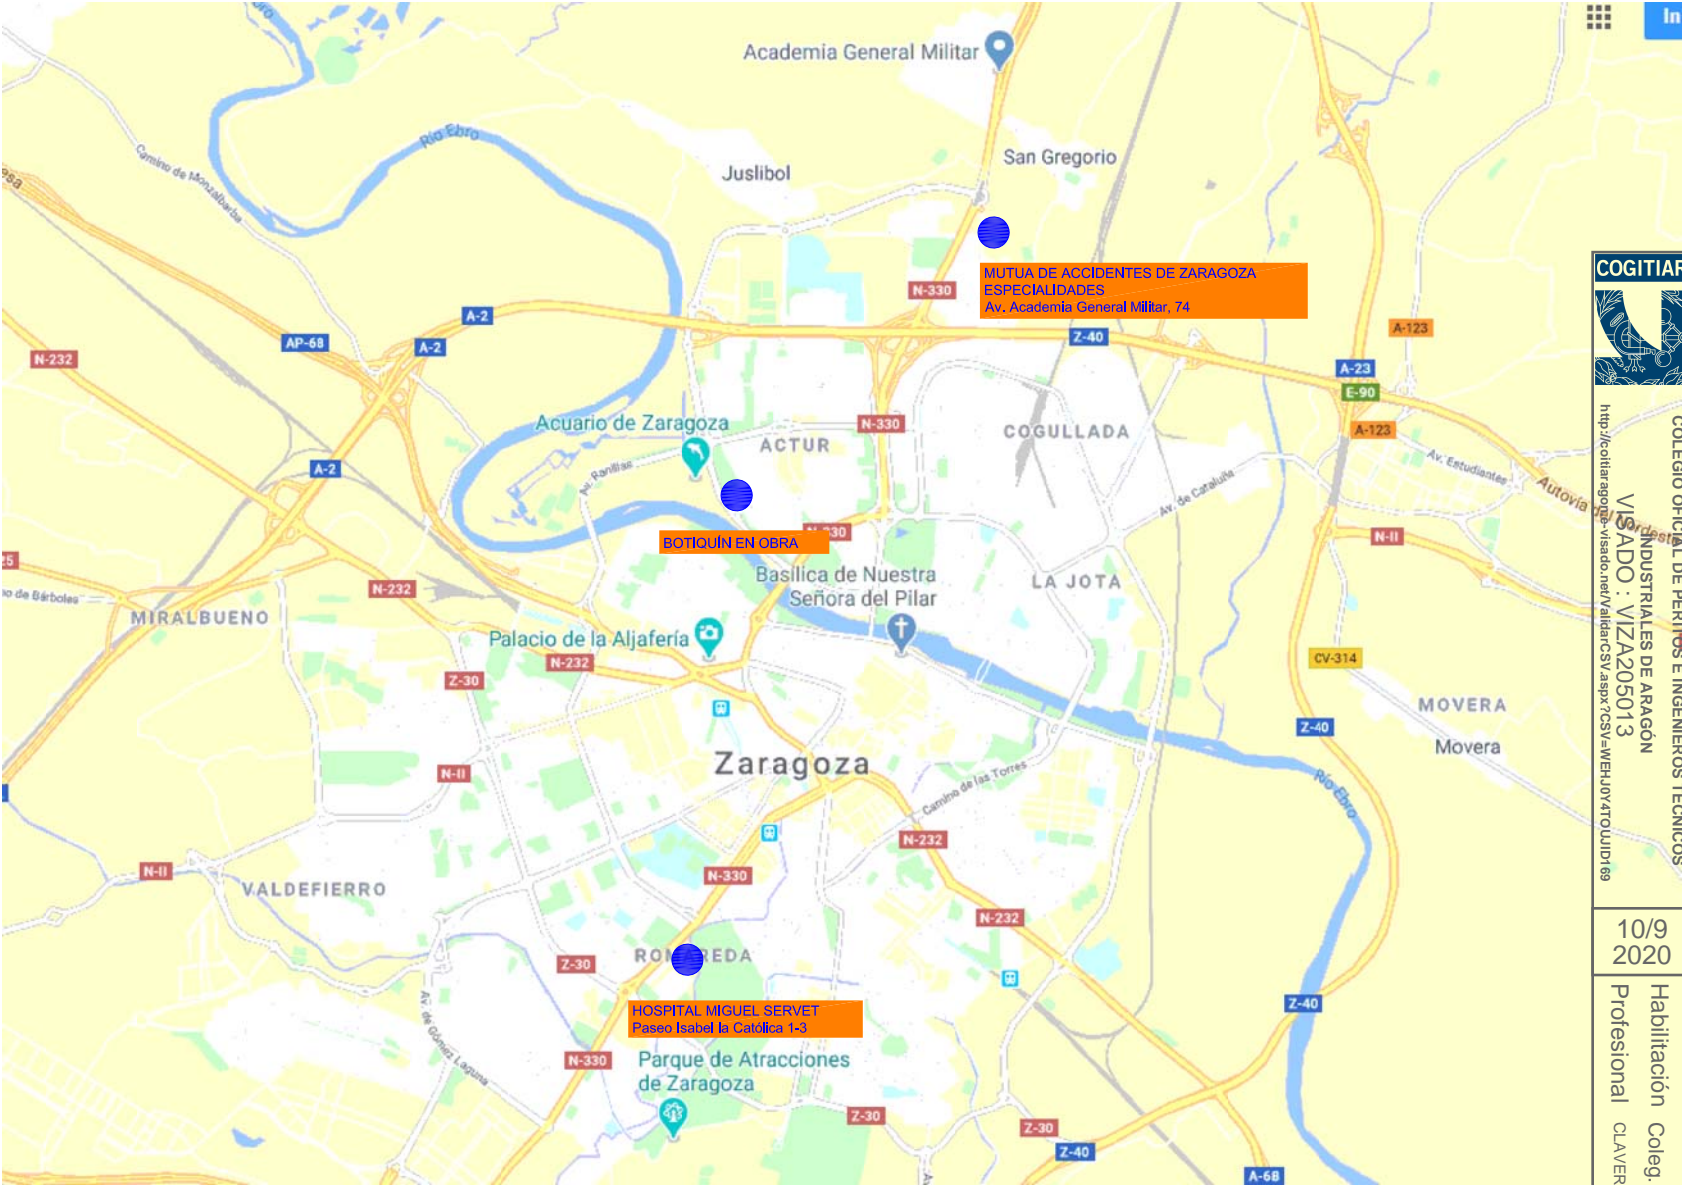 In
Academia General Militar
Río Ebro
Camino de Monzalbarba
Juslibol
San Gregorio
MUTUA DE ACCIDENTES DE ZARAGOZA
ESPECIALIDADES
Av. Academia General Militar, 74
N-330
A-2
AP-68
A-2
N-232
Z-40
A-123
A-23
E-90
A-123
N-330
Acuario de Zaragoza
ACTUR
COGULLADA
Av. Ranillas
A-2
Av. de Cataluña
Av. Estudiantes
Autovía del Nordeste
N-II
BOTIQUÍN EN OBRA
Basílica de Nuestra
Señora del Pilar
LA JOTA
N-232
MIRALBUENO
Palacio de la Aljafería
N-232
Z-30
CV-314
MOVERA
Movera
Z-40
Río Ebro
Zaragoza
N-II
Camino de las Torres
N-232
N-II
VALDEFIERRO
N-330
N-232
Z-30
Z-40
HOSPITAL MIGUEL SERVET
Paseo Isabel la Católica 1-3
Av. de Gómez Laguna
N-330
Parque de Atracciones
de Zaragoza
Z-30
Z-30
Z-40
A-68
COGITIAR
COLEGIO OFICIAL DE PERITOS E INGENIEROS TECNICOS
INDUSTRIALES DE ARAGÓN
VISADO : VIZA205013
10/9
2020
Habilitación Coleg.
Profesional CLAVER